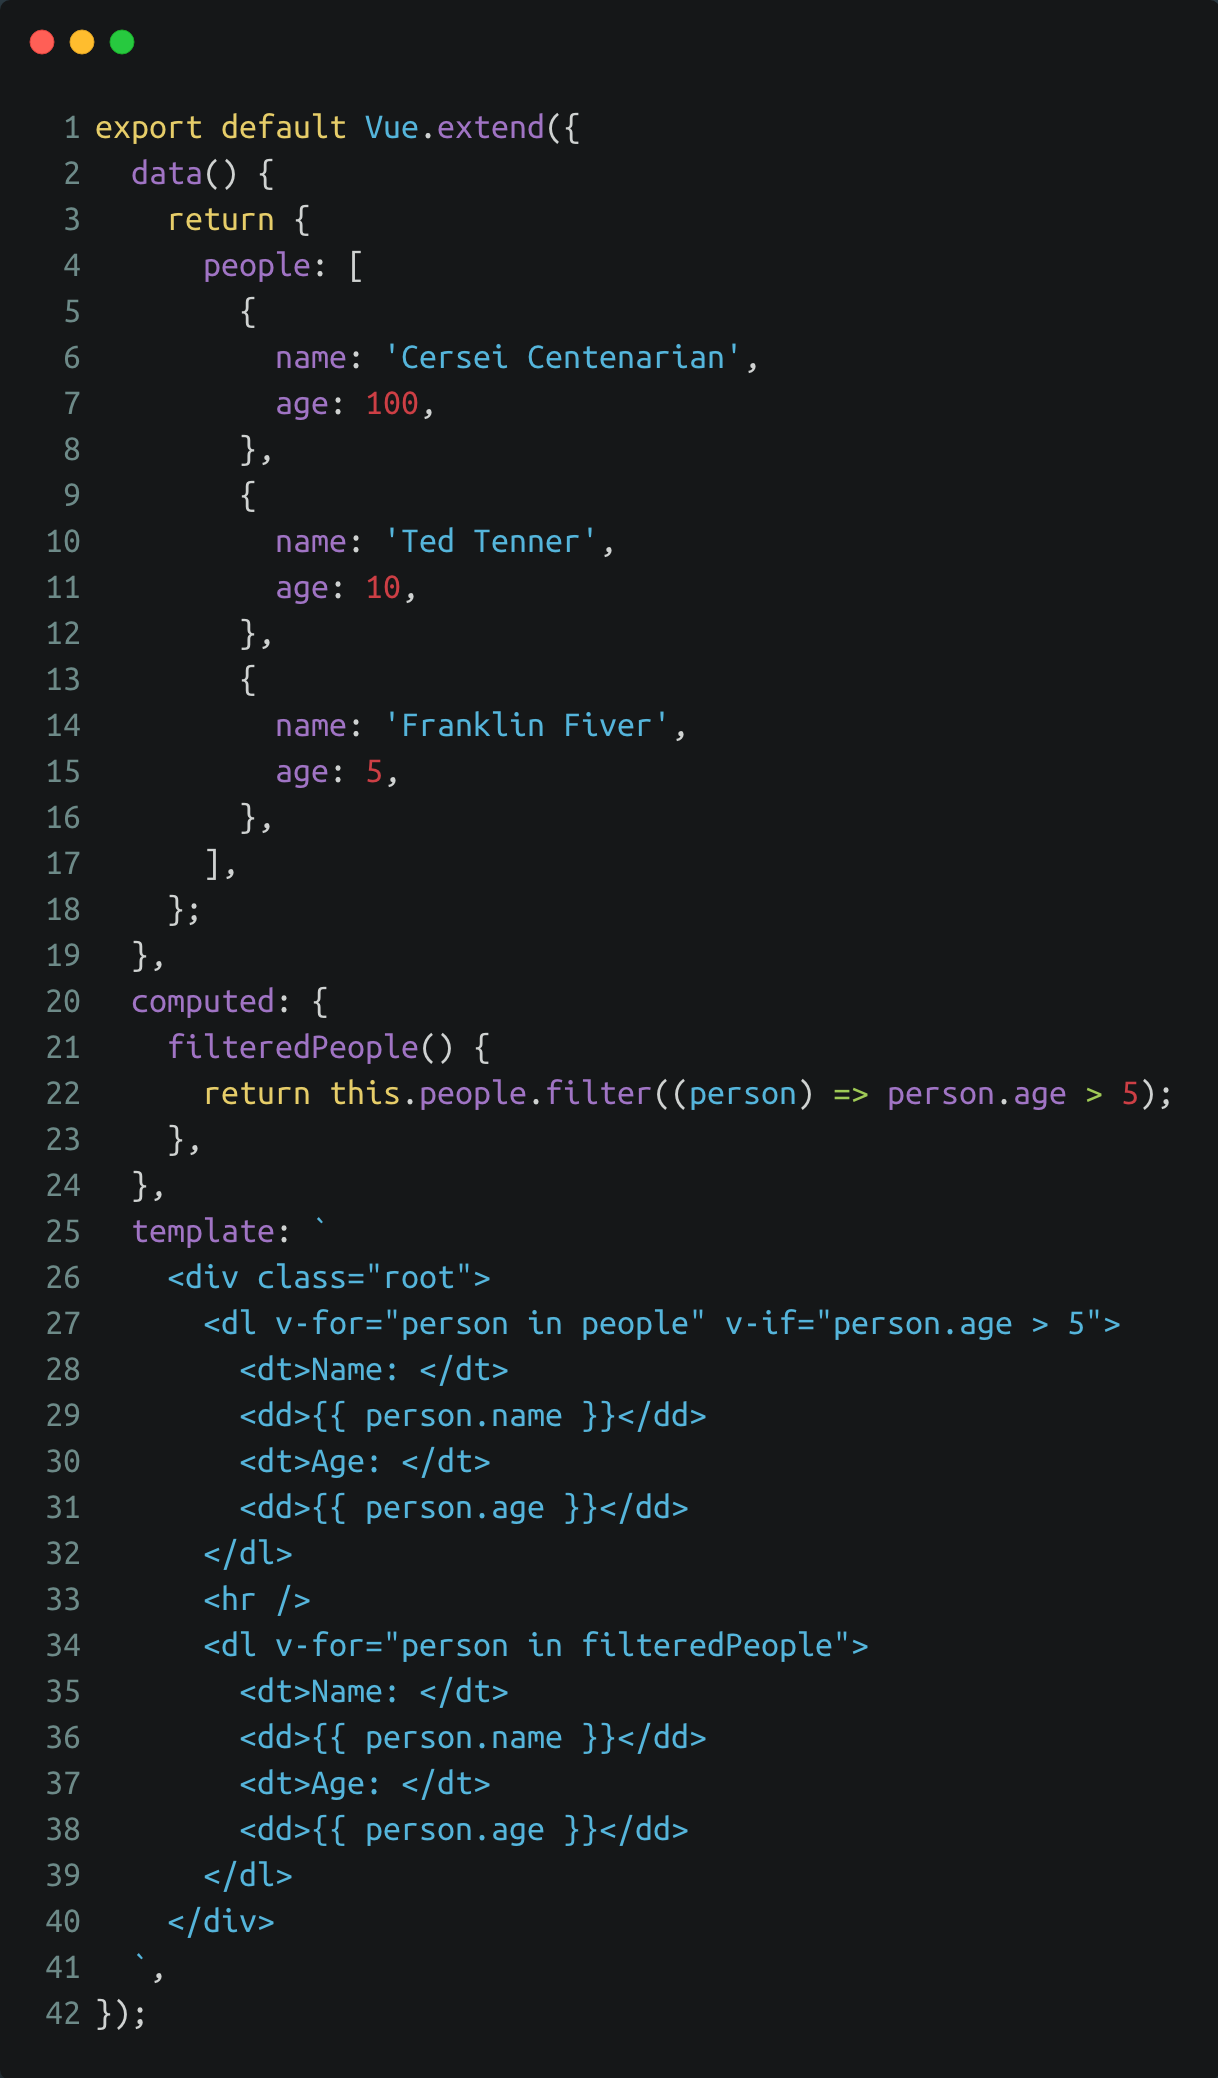 1 export default Vue.extend({
2   data() {
3     return {
4       people: [
5         {
6           name: 'Cersei Centenarian',
7           age: 100,
8         },
9         {
10           name: 'Ted Tenner',
11           age: 10,
12         },
13         {
14           name: 'Franklin Fiver',
15           age: 5,
16         },
17       ],
18     };
19   },
20   computed: {
21     filteredPeople() {
22       return this.people.filter((person) => person.age > 5);
23     },
24   },
25   template: `
26     <div class="root">
27       <dl v-for="person in people" v-if="person.age > 5">
28         <dt>Name: </dt>
29         <dd>{{ person.name }}</dd>
30         <dt>Age: </dt>
31         <dd>{{ person.age }}</dd>
32       </dl>
33       <hr />
34       <dl v-for="person in filteredPeople">
35         <dt>Name: </dt>
36         <dd>{{ person.name }}</dd>
37         <dt>Age: </dt>
38         <dd>{{ person.age }}</dd>
39       </dl>
40     </div>
41   `,
42 });